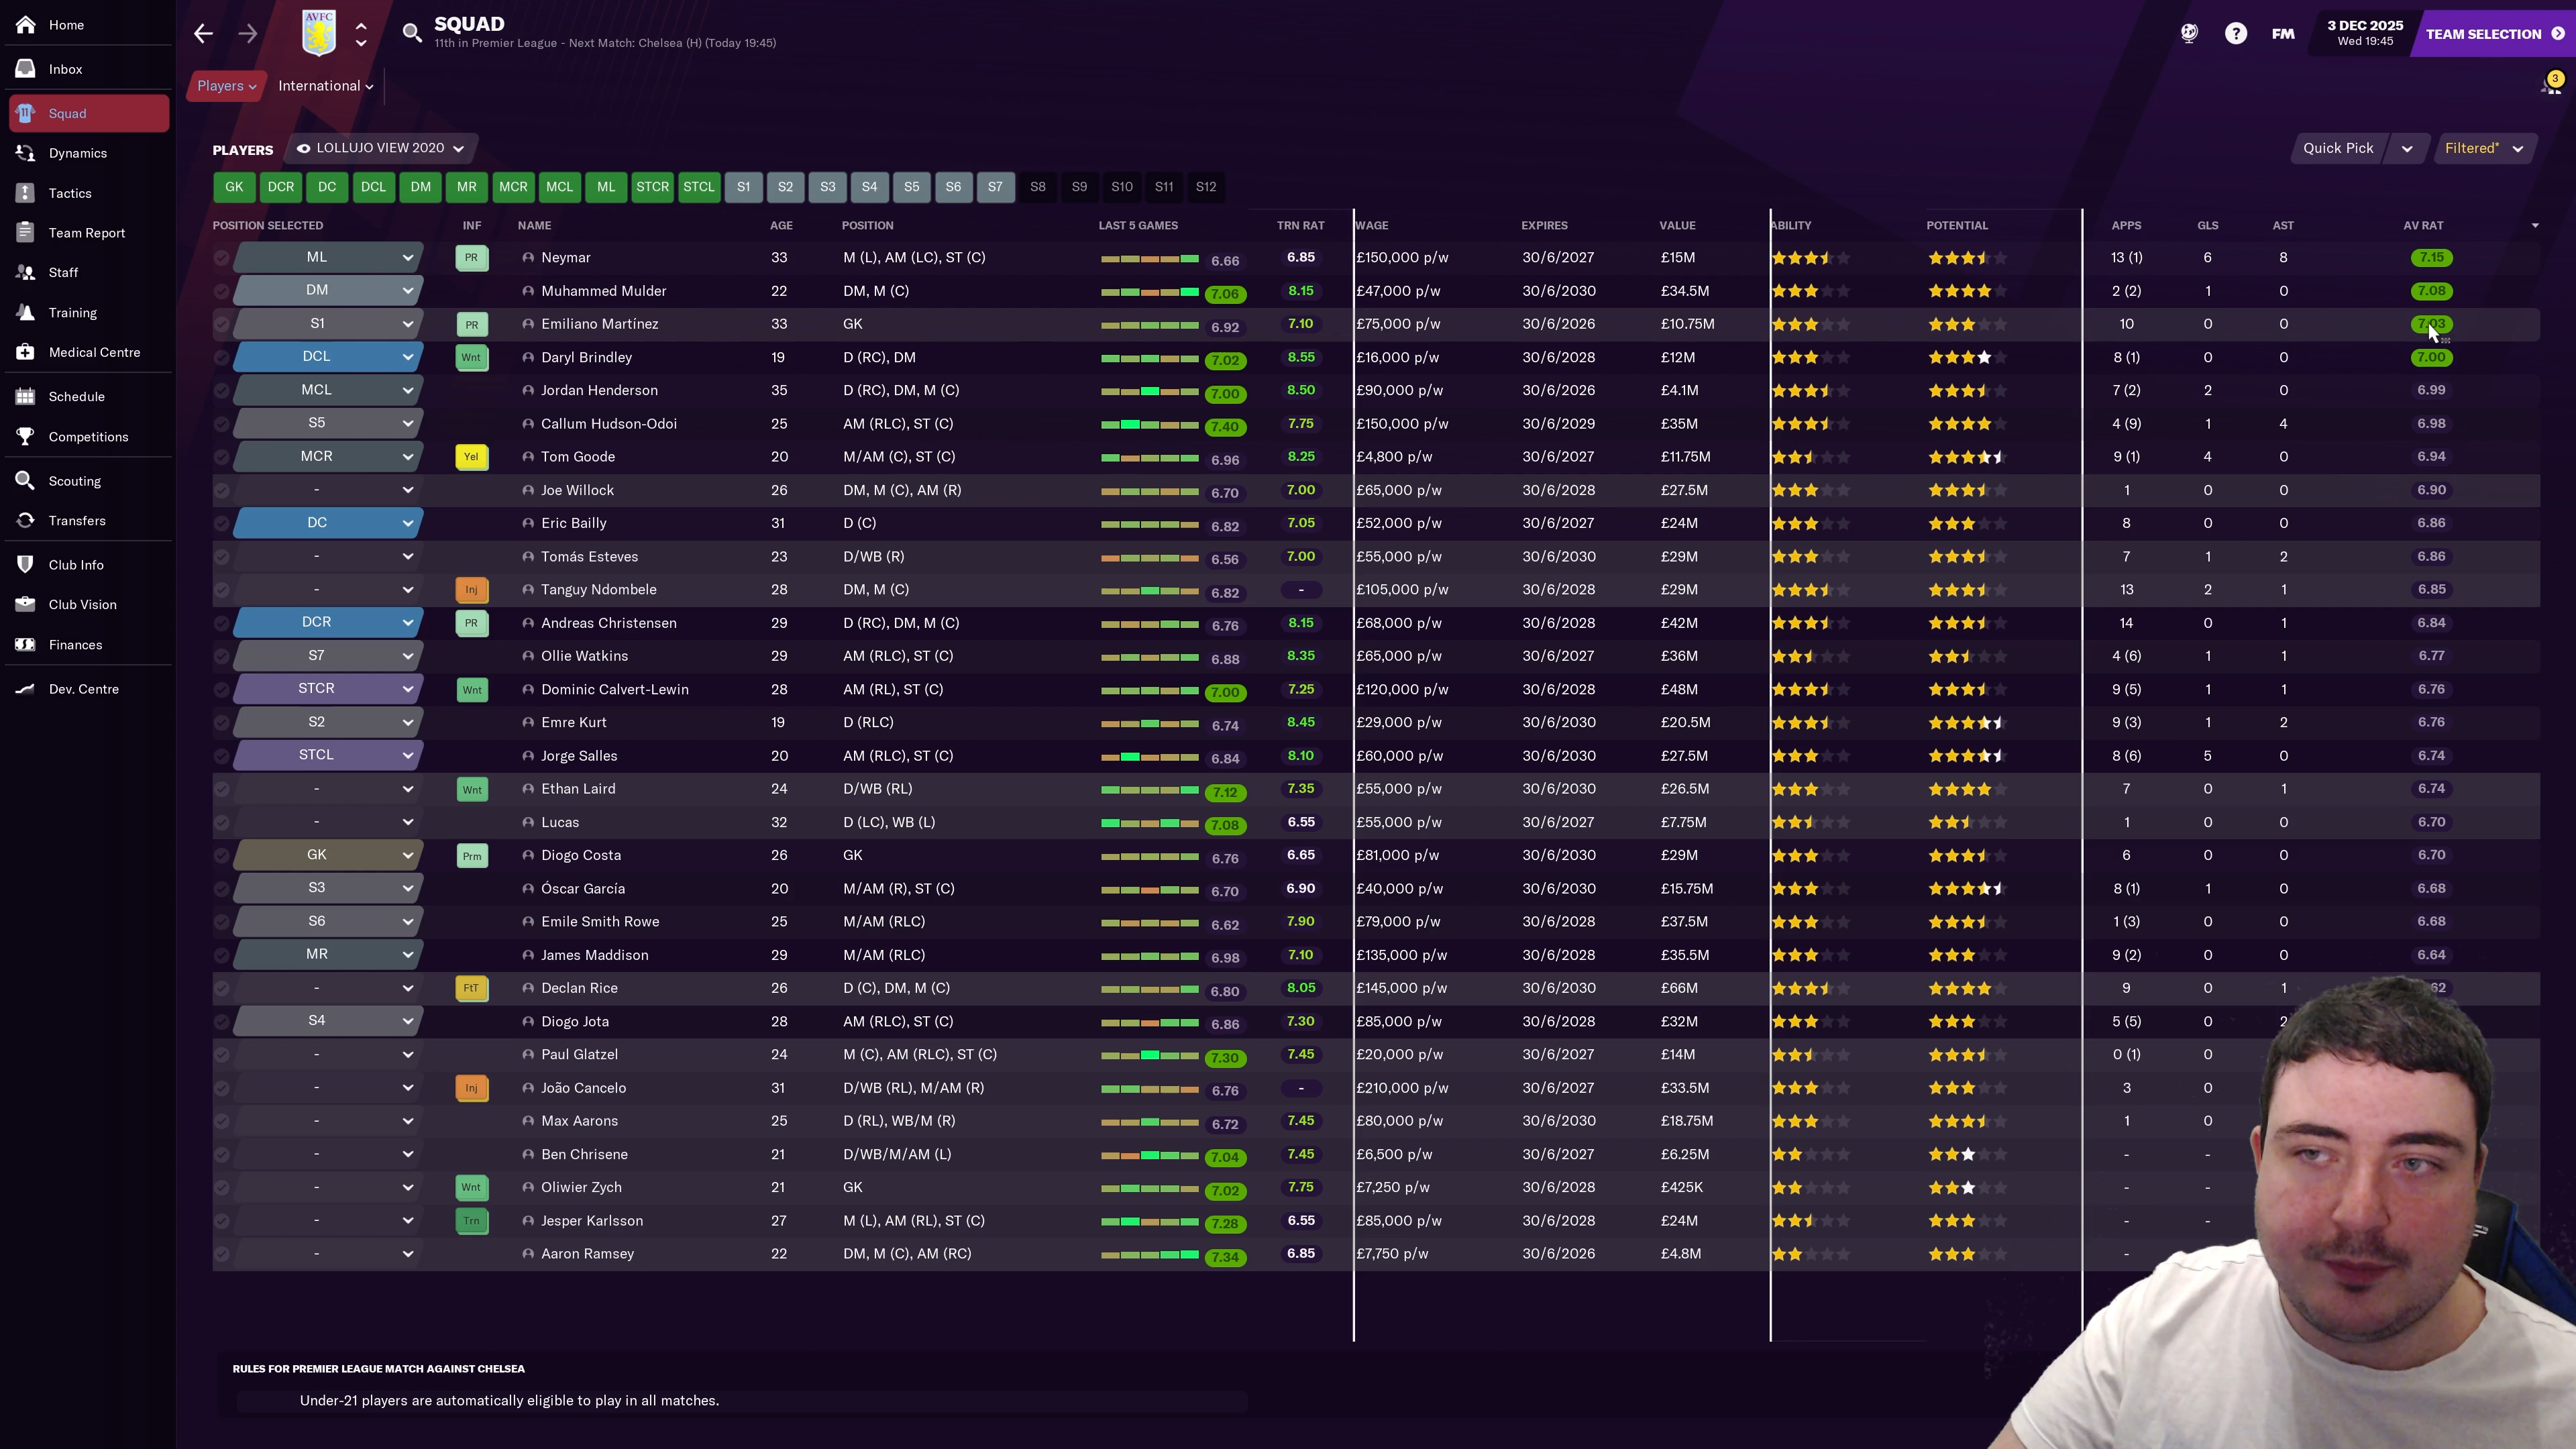 Home
Inbox
Squad
Dynamics
Tactics
Team Report
Staff
Training
Medical Centre
Schedule
Competitions
Scouting
Transfers
Club Info
Club Vision
Finances
Dev. Centre
AVFC
SQUAD
11th in Premier League - Next Match: Chelsea (H) (Today 19:45)
? FM 3 DEC 2025 TEAM SELECTION
Wed 19:45
3
Players International
PLAYERS LOLLUJO VIEW 2020 Quick Pick Filtered*
GK DCR DC DCL DM MR MCR MCL ML STCR STCL S1 S2 S3 S4 S5 S6 S7 S8 S9 S10 S11 S12
POSITION SELECTED INF NAME AGE POSITION LAST 5 GAMES TRN RAT WAGE EXPIRES VALUE ABILITY POTENTIAL APPS GLS AST AV RAT
ML PR Neymar 33 M (L), AM (LC), ST (C) 6.66 6.85 £150,000 p/w 30/6/2027 £15M 13 (1) 6 8 7.15
DM Muhammed Mulder 22 DM, M (C) 7.06 8.15 £47,000 p/w 30/6/2030 £34.5M 2 (2) 1 0 7.08
S1 PR Emiliano Martínez 33 GK 6.92 7.10 £75,000 p/w 30/6/2026 £10.75M 10 0 0 7.03
DCL Wnt Daryl Brindley 19 D (RC), DM 7.02 8.55 £16,000 p/w 30/6/2028 £12M 8 (1) 0 0 7.00
MCL Jordan Henderson 35 D (RC), DM, M (C) 7.00 8.50 £90,000 p/w 30/6/2026 £4.1M 7 (2) 2 0 6.99
S5 Callum Hudson-Odoi 25 AM (RLC), ST (C) 7.40 7.75 £150,000 p/w 30/6/2029 £35M 4 (9) 1 4 6.98
MCR Yel Tom Goode 20 M/AM (C), ST (C) 6.96 8.25 £4,800 p/w 30/6/2027 £11.75M 9 (1) 4 0 6.94
- Joe Willock 26 DM, M (C), AM (R) 6.70 7.00 £65,000 p/w 30/6/2028 £27.5M 1 0 0 6.90
DC Eric Bailly 31 D (C) 6.82 7.05 £52,000 p/w 30/6/2027 £24M 8 0 0 6.86
- Tomás Esteves 23 D/WB (R) 6.56 7.00 £55,000 p/w 30/6/2030 £29M 7 1 2 6.86
- Inj Tanguy Ndombele 28 DM, M (C) 6.82 - £105,000 p/w 30/6/2028 £29M 13 2 1 6.85
DCR PR Andreas Christensen 29 D (RC), DM, M (C) 6.76 8.15 £68,000 p/w 30/6/2028 £42M 14 0 1 6.84
S7 Ollie Watkins 29 AM (RLC), ST (C) 6.88 8.35 £65,000 p/w 30/6/2027 £36M 4 (6) 1 1 6.77
STCR Wnt Dominic Calvert-Lewin 28 AM (RL), ST (C) 7.00 7.25 £120,000 p/w 30/6/2028 £48M 9 (5) 1 1 6.76
S2 Emre Kurt 19 D (RLC) 6.74 8.45 £29,000 p/w 30/6/2030 £20.5M 9 (3) 1 2 6.76
STCL Jorge Salles 20 AM (RLC), ST (C) 6.84 8.10 £60,000 p/w 30/6/2028 £27.5M 8 (6) 5 0 6.74
- Wnt Ethan Laird 24 D/WB (RL) 7.12 7.35 £55,000 p/w 30/6/2028 £26.5M 7 0 1 6.74
- Lucas 32 D (LC), WB (L) 7.08 6.55 £55,000 p/w 30/6/2027 £7.75M 1 0 0 6.70
GK Prm Diogo Costa 26 GK 6.76 6.65 £81,000 p/w 30/6/2030 £29M 6 0 0 6.70
S3 Óscar García 20 M/AM (R), ST (C) 6.70 6.90 £40,000 p/w 30/6/2030 £15.75M 8 (1) 1 0 6.68
S6 Emile Smith Rowe 25 M/AM (RLC) 6.62 7.90 £79,000 p/w 30/6/2028 £37.5M 1 (3) 0 0 6.68
MR James Maddison 29 M/AM (RLC) 6.98 7.10 £135,000 p/w 30/6/2028 £35.5M 9 (2) 0 0 6.64
- FtT Declan Rice 26 D (C), DM, M (C) 6.80 8.05 £145,000 p/w 30/6/2030 £66M 9 0 1 62
S4 Diogo Jota 28 AM (RLC), ST (C) 6.86 7.30 £85,000 p/w 30/6/2028 £32M 5 (5) 0 2
- Paul Glatzel 24 M (C), AM (RLC), ST (C) 7.30 7.45 £20,000 p/w 30/6/2027 £14M 0 (1) 0
- Inj João Cancelo 31 D/WB (RL), M/AM (R) 6.76 - £210,000 p/w 30/6/2027 £33.5M 3 0
- Max Aarons 25 D (RL), WB/M (R) 6.72 7.45 £80,000 p/w 30/6/2030 £18.75M 1 0
- Ben Chrisene 21 D/WB/M/AM (L) 7.04 7.45 £6,500 p/w 30/6/2027 £6.25M - -
- Wnt Oliwier Zych 21 GK 7.02 7.75 £7,250 p/w 30/6/2028 £425K - -
- Trn Jesper Karlsson 27 M (L), AM (RL), ST (C) 7.28 6.55 £85,000 p/w 30/6/2028 £24M - -
- Aaron Ramsey 22 DM, M (C), AM (RC) 7.34 6.85 £7,750 p/w 30/6/2026 £4.8M -
RULES FOR PREMIER LEAGUE MATCH AGAINST CHELSEA
Under-21 players are automatically eligible to play in all matches.